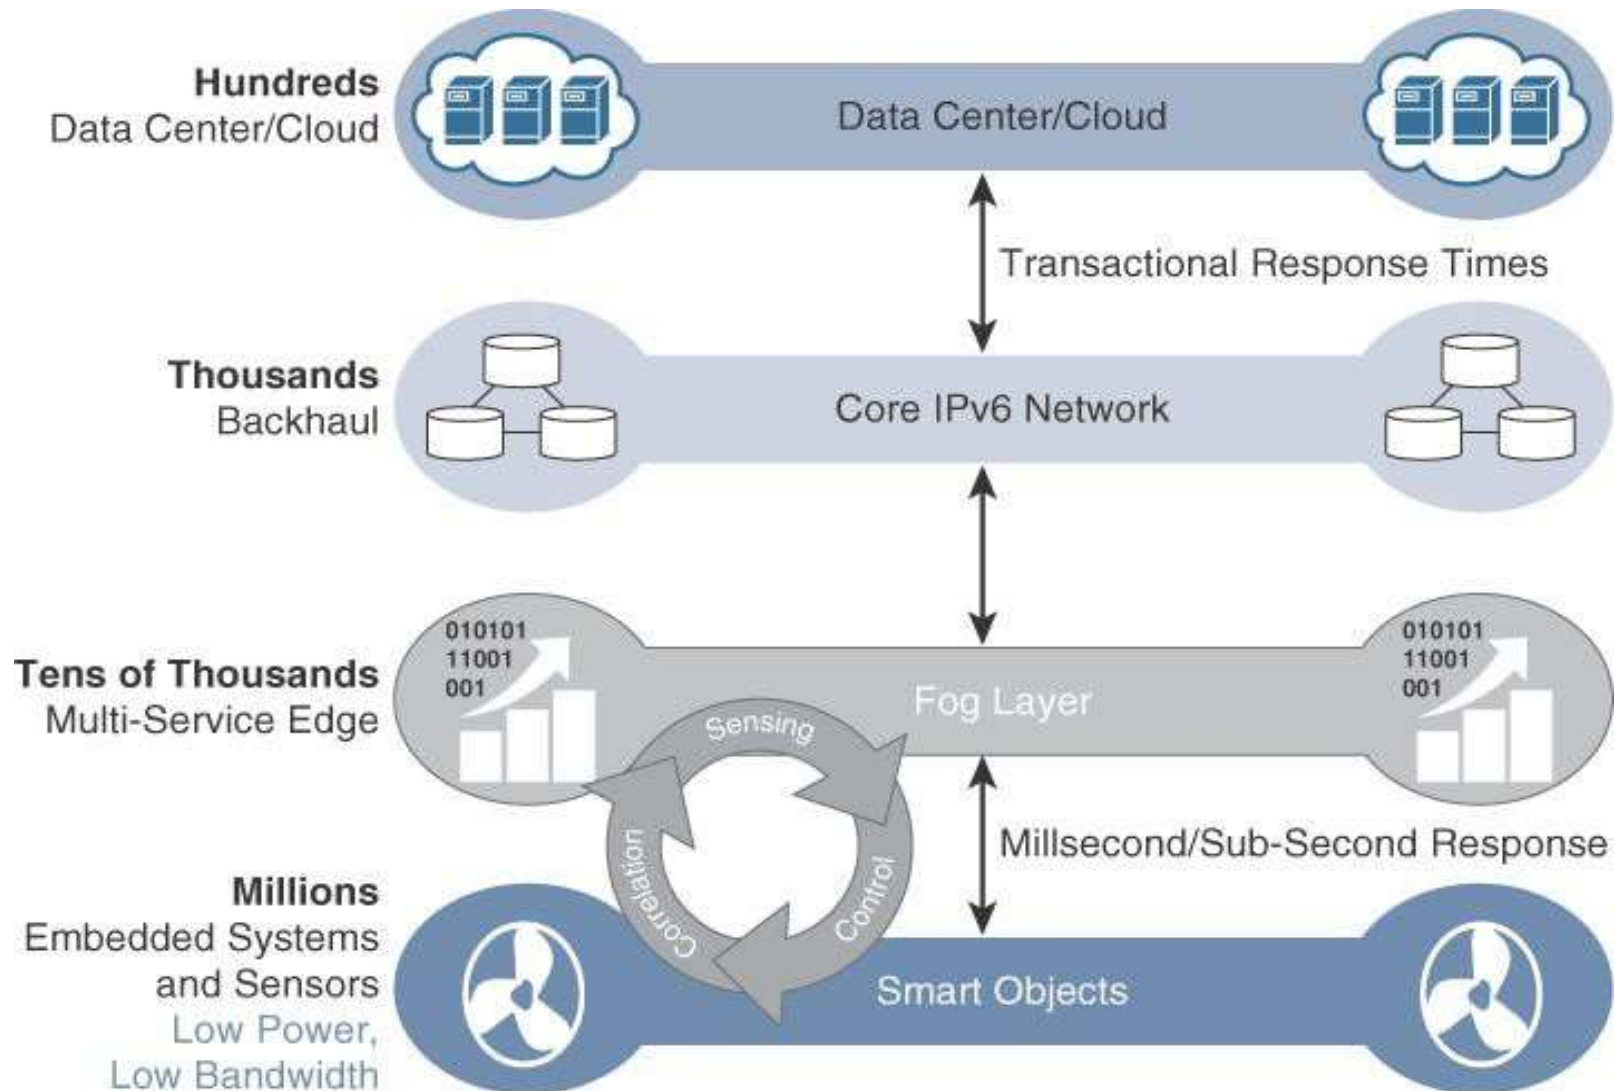 Hundreds
Data Center/Cloud
Data Center/Cloud
Transactional Response Times
Thousands
Backhaul
Core IPv6 Network
Tens of Thousands
Multi-Service Edge
010101
11001
001
Fog Layer
010101
11001
001
Sensing
Control
Correlation
Millsecond/Sub-Second Response
Millions
Embedded Systems
and Sensors
Low Power,
Low Bandwidth
Smart Objects